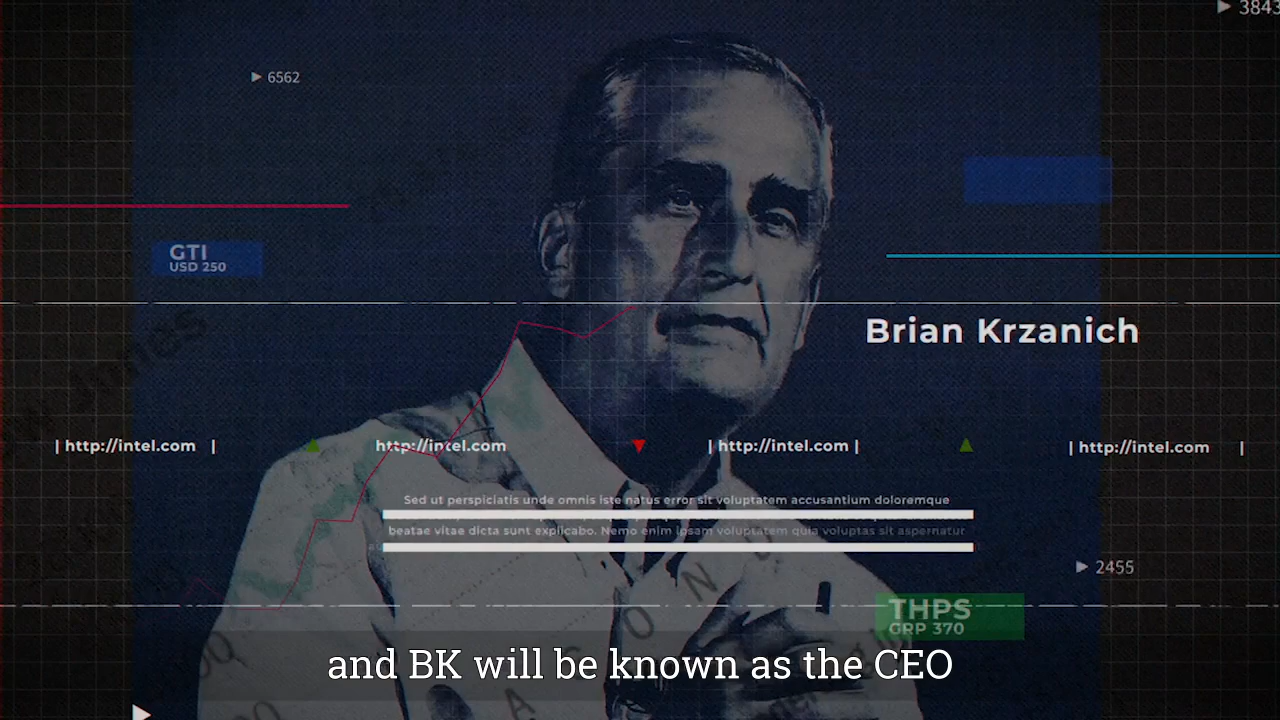 3843
6562
GTI
USD 250
Brian Krzanich
| http://intel.com |
http://intel.com
| http://intel.com |
| http://intel.com |
Sed ut perspiciatis unde omnis iste natus error sit voluptatem accusantium doloremque
beatae vitae dicta sunt explicabo. Nemo enim ipsam voluptatem quia voluptas sit aspernatur
2455
THPS
GRP 370
and BK will be known as the CEO